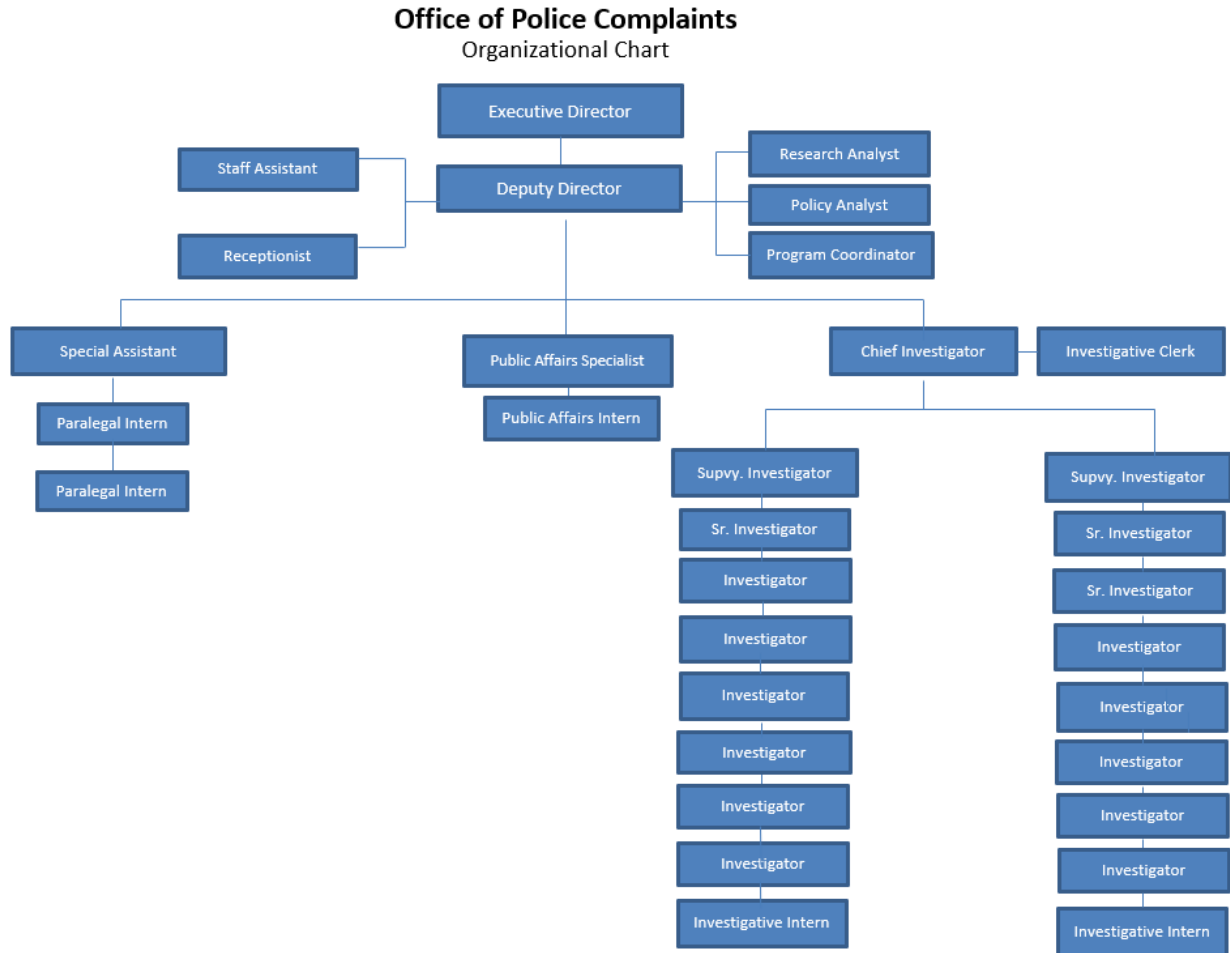 Office of Police Complaints
Organizational Chart
Executive Director
Staff Assistant
Deputy Director
Research Analyst
Policy Analyst
Receptionist
Program Coordinator
Special Assistant
Public Affairs Specialist
Chief Investigator
Investigative Clerk
Paralegal Intern
Public Affairs Intern
Paralegal Intern
Supvy. Investigator
Sr. Investigator
Investigator
Investigator
Investigator
Investigator
Investigator
Investigator
Investigative Intern
Supvy. Investigator
Sr. Investigator
Sr. Investigator
Investigator
Investigator
Investigator
Investigator
Investigator
Investigative Intern